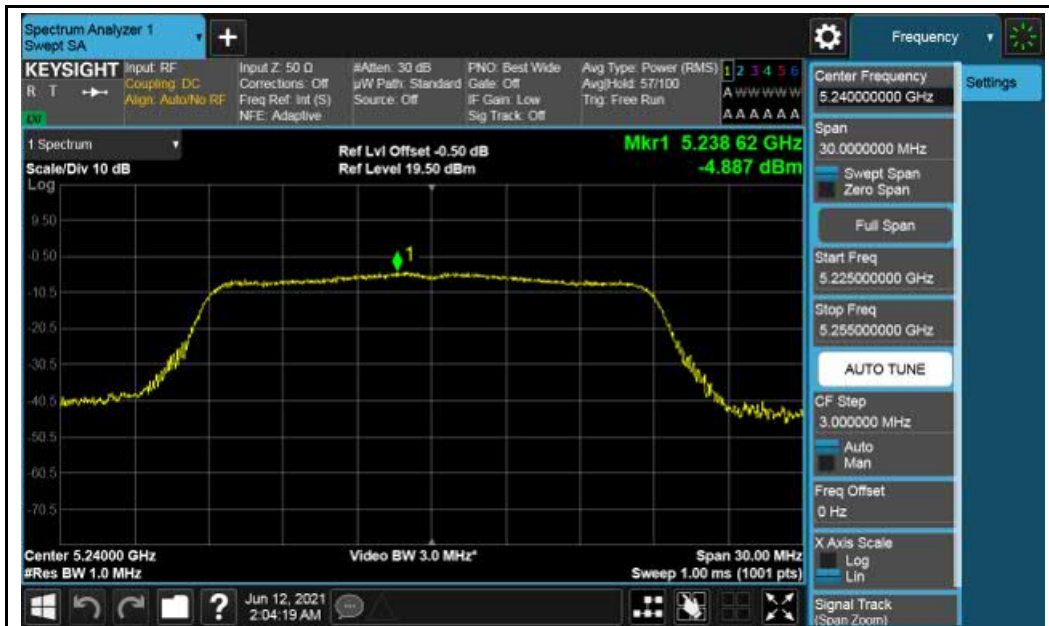 Spectrum Analyzer 1
Swept SA
+
Frequency
KEYSIGHT
R T
Input: RF
Coupling: DC
Align: Auto/No RF
Input Z: 50 Ω
Corrections: Off
Freq Ref: Int (S)
NFE: Adaptive
#Atten: 30 dB
µW Path: Standard
Source: Off
PNO: Best Wide
Gate: Off
IF Gain: Low
Sig Track: Off
Avg Type: Power (RMS)
Avg|Hold: 57/100
Trig: Free Run
1 2 3 4 5 6
A W W W W W
A A A A A A
Center Frequency
5.240000000 GHz
Settings
Span
30.0000000 MHz
Swept Span
Zero Span
Full Span
Start Freq
5.225000000 GHz
Stop Freq
5.255000000 GHz
AUTO TUNE
CF Step
3.000000 MHz
Auto
Man
Freq Offset
0 Hz
X Axis Scale
Log
Lin
Signal Track
(Span Zoom)
1 Spectrum
Scale/Div 10 dB
Log
Ref Lvl Offset -0.50 dB
Ref Level 19.50 dBm
Mkr1 5.238 62 GHz
-4.887 dBm
9.50
-0.50
-10.5
-20.5
-30.5
-40.5
-50.5
-60.5
-70.5
1
Center 5.24000 GHz
#Res BW 1.0 MHz
Video BW 3.0 MHz*
Span 30.00 MHz
Sweep 1.00 ms (1001 pts)
?
Jun 12, 2021
2:04:19 AM